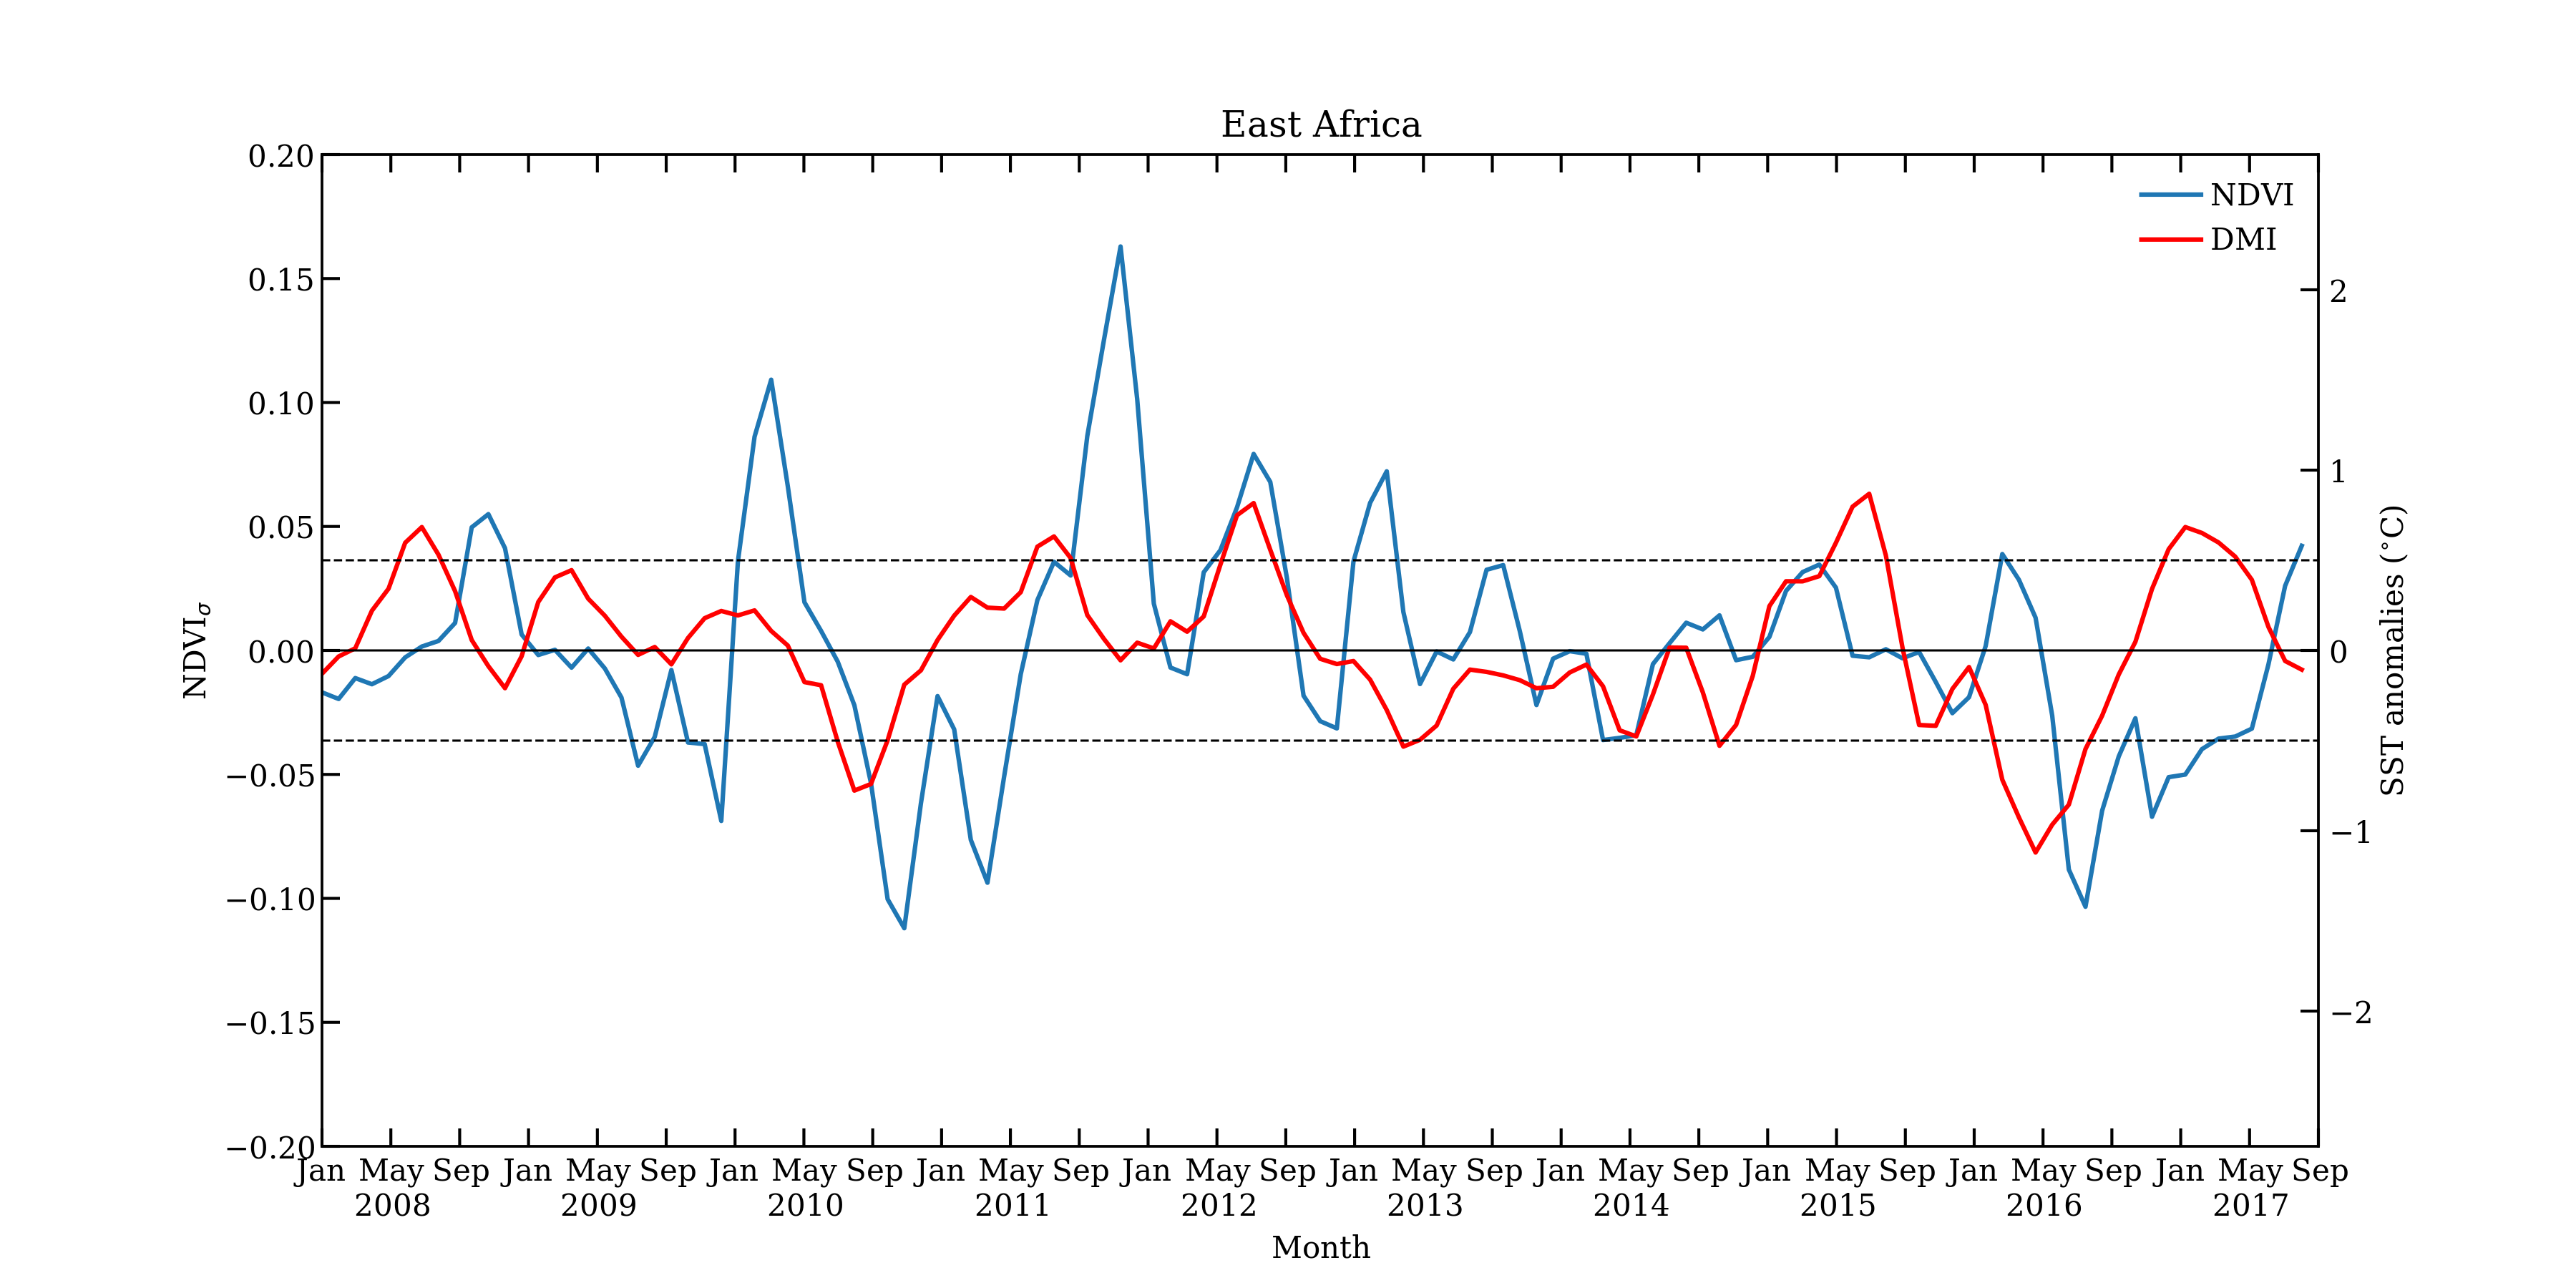 East Africa
0.20
0.15
0.10
0.05
0.00
−0.05
−0.10
−0.15
−0.20
NDVIσ
NDVI
DMI
2
1
0
−1
−2
SST anomalies (°C)
Jan May Sep Jan May Sep Jan May Sep Jan May Sep Jan May Sep Jan May Sep Jan May Sep Jan May Sep Jan May Sep Jan May Sep
2008 2009 2010 2011 2012 2013 2014 2015 2016 2017
Month